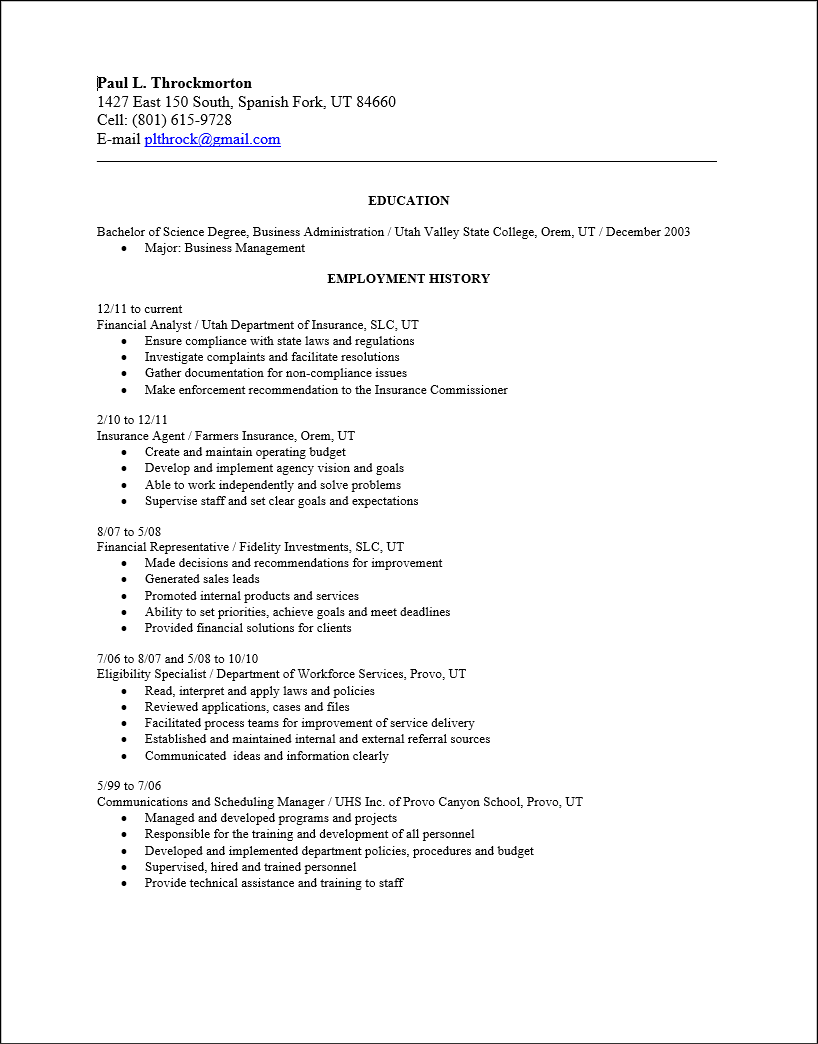 Paul L. Throckmorton
1427 East 150 South, Spanish Fork, UT 84660
Cell: (801) 615-9728
E-mail plthrock@gmail.com
EDUCATION
Bachelor of Science Degree, Business Administration / Utah Valley State College, Orem, UT / December 2003
• Major: Business Management
EMPLOYMENT HISTORY
12/11 to current
Financial Analyst / Utah Department of Insurance, SLC, UT
• Ensure compliance with state laws and regulations
• Investigate complaints and facilitate resolutions
• Gather documentation for non-compliance issues
• Make enforcement recommendation to the Insurance Commissioner
2/10 to 12/11
Insurance Agent / Farmers Insurance, Orem, UT
• Create and maintain operating budget
• Develop and implement agency vision and goals
• Able to work independently and solve problems
• Supervise staff and set clear goals and expectations
8/07 to 5/08
Financial Representative / Fidelity Investments, SLC, UT
• Made decisions and recommendations for improvement
• Generated sales leads
• Promoted internal products and services
• Ability to set priorities, achieve goals and meet deadlines
• Provided financial solutions for clients
7/06 to 8/07 and 5/08 to 10/10
Eligibility Specialist / Department of Workforce Services, Provo, UT
• Read, interpret and apply laws and policies
• Reviewed applications, cases and files
• Facilitated process teams for improvement of service delivery
• Established and maintained internal and external referral sources
• Communicated  ideas and information clearly
5/99 to 7/06
Communications and Scheduling Manager / UHS Inc. of Provo Canyon School, Provo, UT
• Managed and developed programs and projects
• Responsible for the training and development of all personnel
• Developed and implemented department policies, procedures and budget
• Supervised, hired and trained personnel
• Provide technical assistance and training to staff